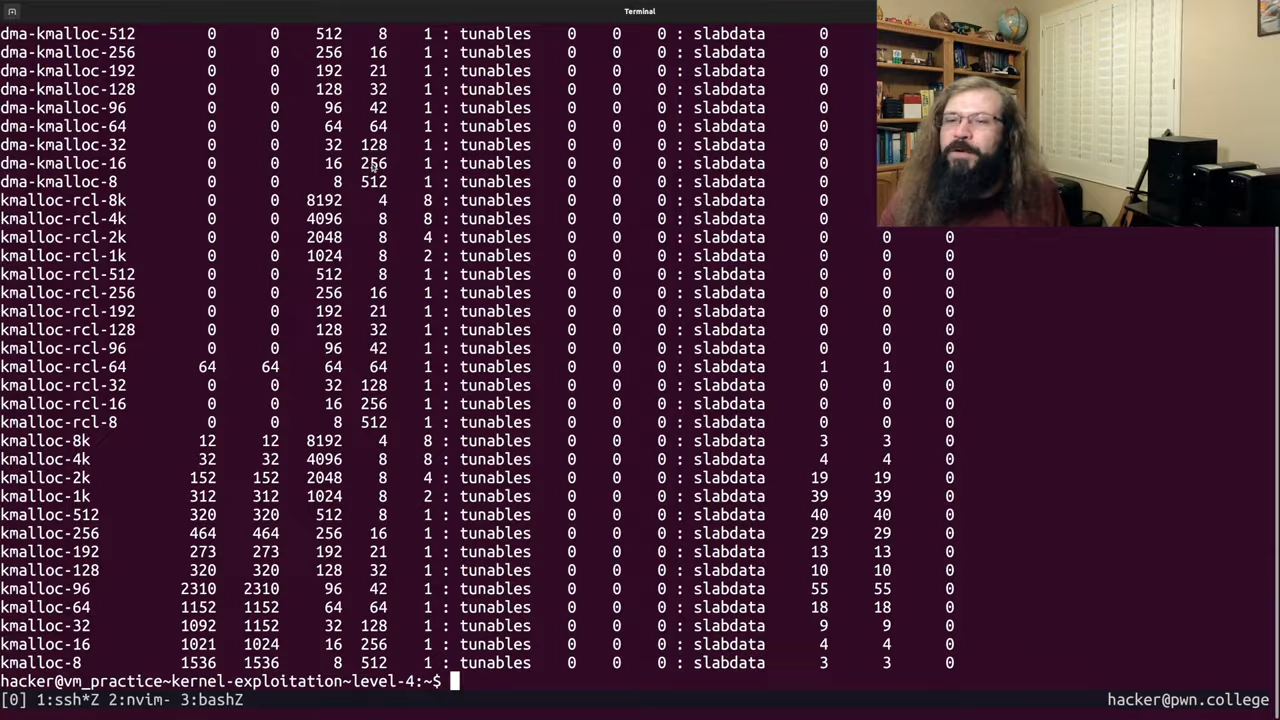 Terminal
dma-kmalloc-512 0 0 512 8 1 : tunables 0 0 0 : slabdata 0
dma-kmalloc-256 0 0 256 16 1 : tunables 0 0 0 : slabdata 0
dma-kmalloc-192 0 0 192 21 1 : tunables 0 0 0 : slabdata 0
dma-kmalloc-128 0 0 128 32 1 : tunables 0 0 0 : slabdata 0
dma-kmalloc-96 0 0 96 42 1 : tunables 0 0 0 : slabdata 0
dma-kmalloc-64 0 0 64 64 1 : tunables 0 0 0 : slabdata 0
dma-kmalloc-32 0 0 32 128 1 : tunables 0 0 0 : slabdata 0
dma-kmalloc-16 0 0 16 256 1 : tunables 0 0 0 : slabdata 0
dma-kmalloc-8 0 0 8 512 1 : tunables 0 0 0 : slabdata 0
kmalloc-rcl-8k 0 0 8192 4 8 : tunables 0 0 0 : slabdata 0
kmalloc-rcl-4k 0 0 4096 8 8 : tunables 0 0 0 : slabdata 0
kmalloc-rcl-2k 0 0 2048 8 4 : tunables 0 0 0 : slabdata 0 0 0
kmalloc-rcl-1k 0 0 1024 8 2 : tunables 0 0 0 : slabdata 0 0 0
kmalloc-rcl-512 0 0 512 8 1 : tunables 0 0 0 : slabdata 0 0 0
kmalloc-rcl-256 0 0 256 16 1 : tunables 0 0 0 : slabdata 0 0 0
kmalloc-rcl-192 0 0 192 21 1 : tunables 0 0 0 : slabdata 0 0 0
kmalloc-rcl-128 0 0 128 32 1 : tunables 0 0 0 : slabdata 0 0 0
kmalloc-rcl-96 0 0 96 42 1 : tunables 0 0 0 : slabdata 0 0 0
kmalloc-rcl-64 64 64 64 64 1 : tunables 0 0 0 : slabdata 1 1 0
kmalloc-rcl-32 0 0 32 128 1 : tunables 0 0 0 : slabdata 0 0 0
kmalloc-rcl-16 0 0 16 256 1 : tunables 0 0 0 : slabdata 0 0 0
kmalloc-rcl-8 0 0 8 512 1 : tunables 0 0 0 : slabdata 0 0 0
kmalloc-8k 12 12 8192 4 8 : tunables 0 0 0 : slabdata 3 3 0
kmalloc-4k 32 32 4096 8 8 : tunables 0 0 0 : slabdata 4 4 0
kmalloc-2k 152 152 2048 8 4 : tunables 0 0 0 : slabdata 19 19 0
kmalloc-1k 312 312 1024 8 2 : tunables 0 0 0 : slabdata 39 39 0
kmalloc-512 320 320 512 8 1 : tunables 0 0 0 : slabdata 40 40 0
kmalloc-256 464 464 256 16 1 : tunables 0 0 0 : slabdata 29 29 0
kmalloc-192 273 273 192 21 1 : tunables 0 0 0 : slabdata 13 13 0
kmalloc-128 320 320 128 32 1 : tunables 0 0 0 : slabdata 10 10 0
kmalloc-96 2310 2310 96 42 1 : tunables 0 0 0 : slabdata 55 55 0
kmalloc-64 1152 1152 64 64 1 : tunables 0 0 0 : slabdata 18 18 0
kmalloc-32 1092 1152 32 128 1 : tunables 0 0 0 : slabdata 9 9 0
kmalloc-16 1021 1024 16 256 1 : tunables 0 0 0 : slabdata 4 4 0
kmalloc-8 1536 1536 8 512 1 : tunables 0 0 0 : slabdata 3 3 0
hacker@vm_practice~kernel-exploitation~level-4:~$
[0] 1:ssh*Z 2:nvim- 3:bashZ hacker@pwn.college